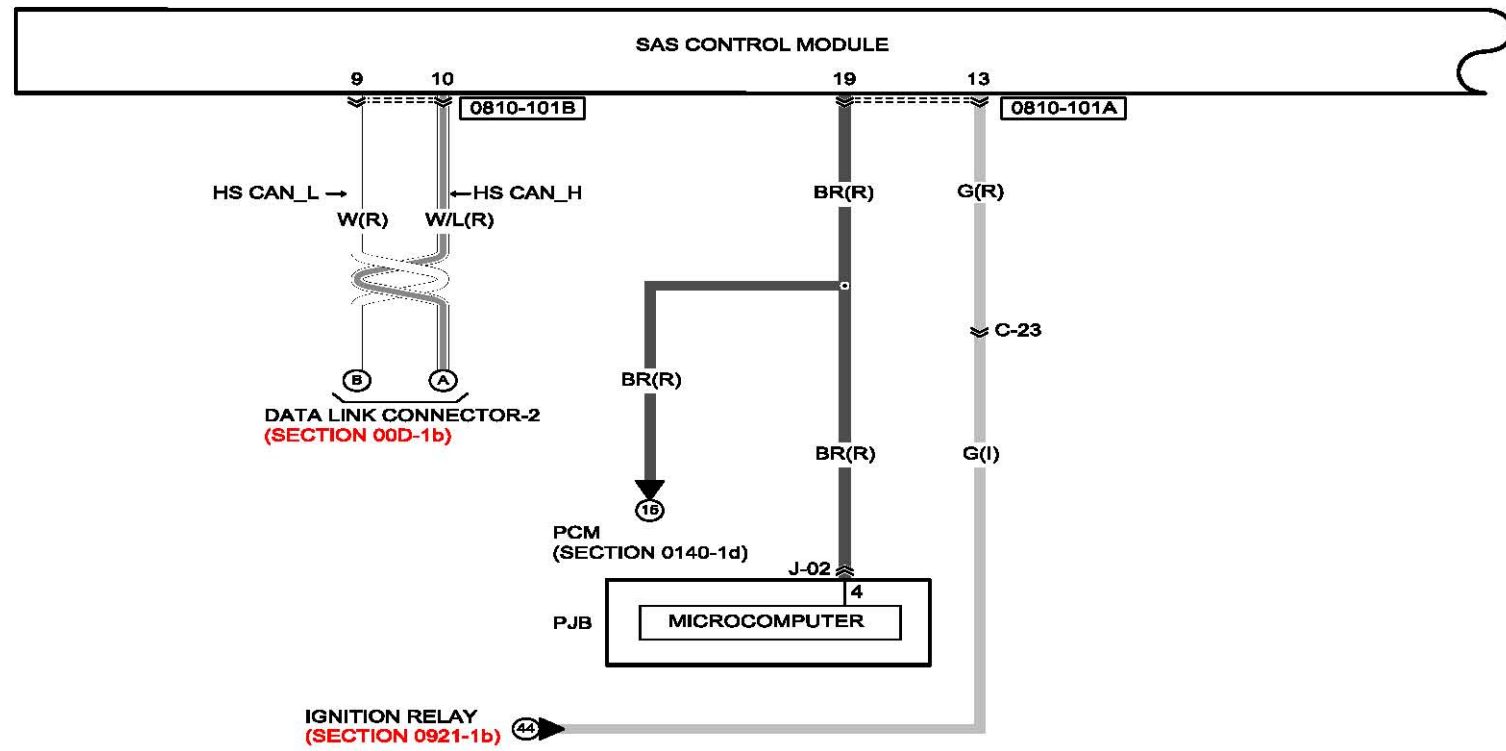 SAS CONTROL MODULE
9 10 19 13
0810-101B 0810-101A
HS CAN_L HS CAN_H BR(R) G(R)
W(R) W/L(R)
C-23
B A BR(R)
DATA LINK CONNECTOR-2
(SECTION 00D-1b)
BR(R) G(I)
15
PCM
(SECTION 0140-1d)
J-02
4
PJB MICROCOMPUTER
IGNITION RELAY
(SECTION 0921-1b)
44